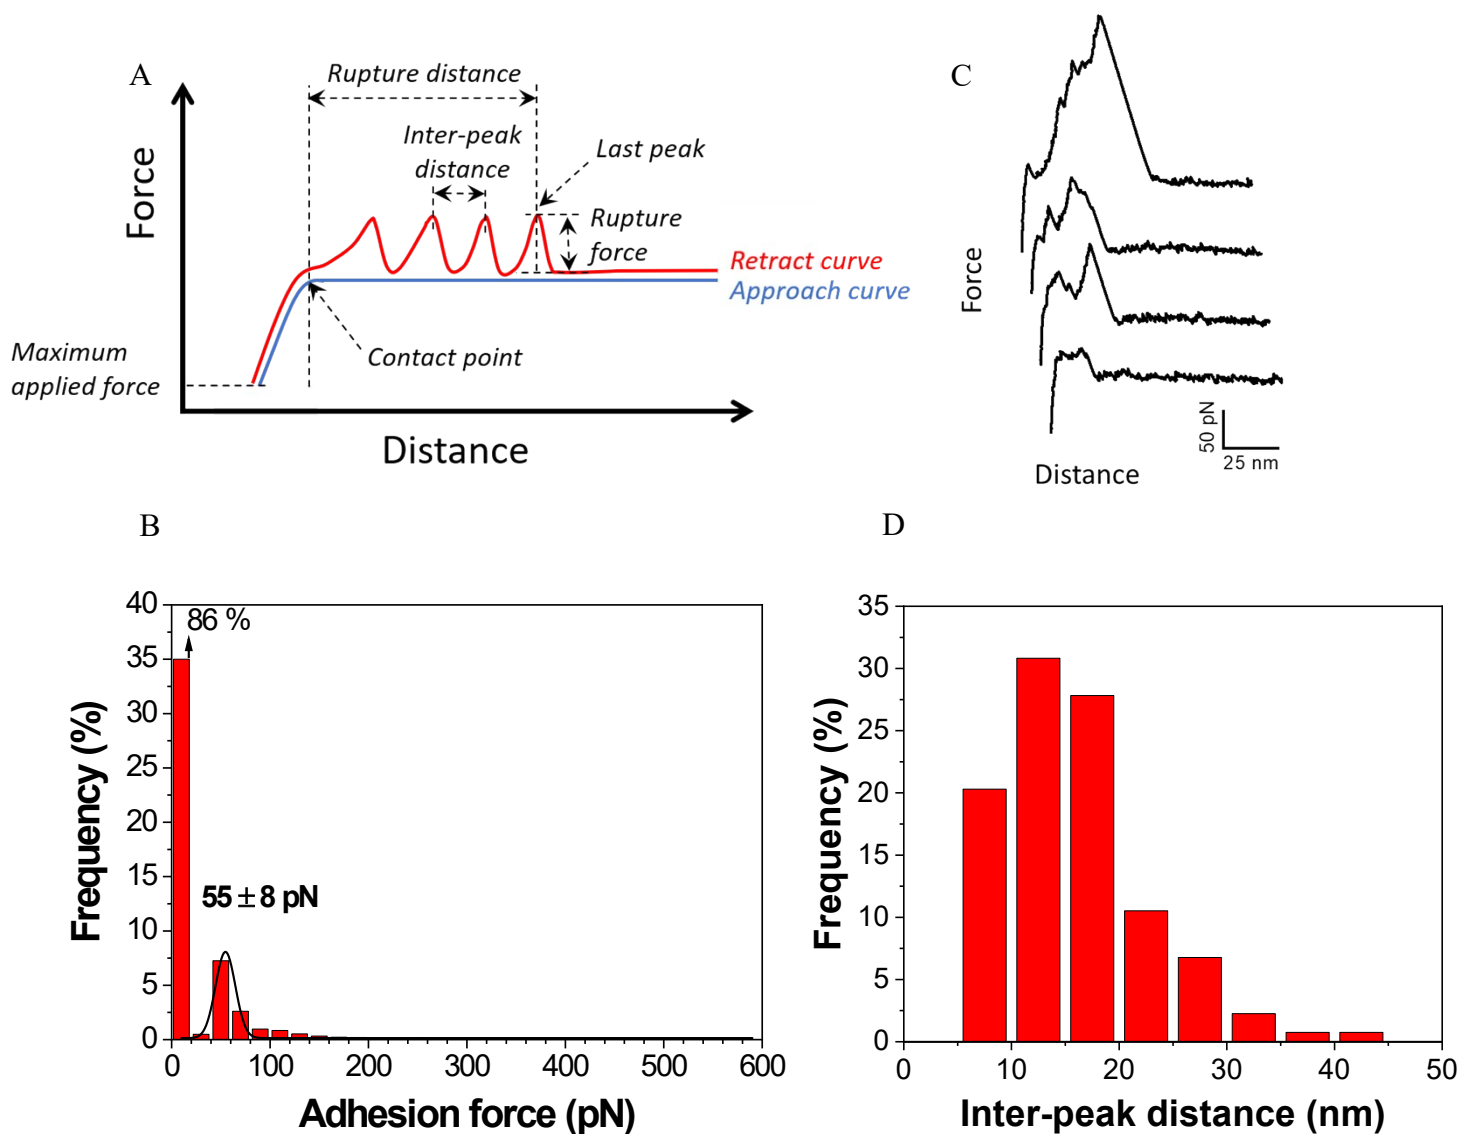 A
Rupture distance
Inter-peak
distance
Last peak
Rupture
force
Retract curve
Approach curve
Contact point
Maximum
applied force
Force
Distance
C
Force
50 pN
25 nm
Distance
B
40
35
30
25
20
15
10
5
0
86 %
55 ± 8 pN
Frequency (%)
0 100 200 300 400 500 600
Adhesion force (pN)
D
35
30
25
20
15
10
5
0
Frequency (%)
0 10 20 30 40 50
Inter-peak distance (nm)